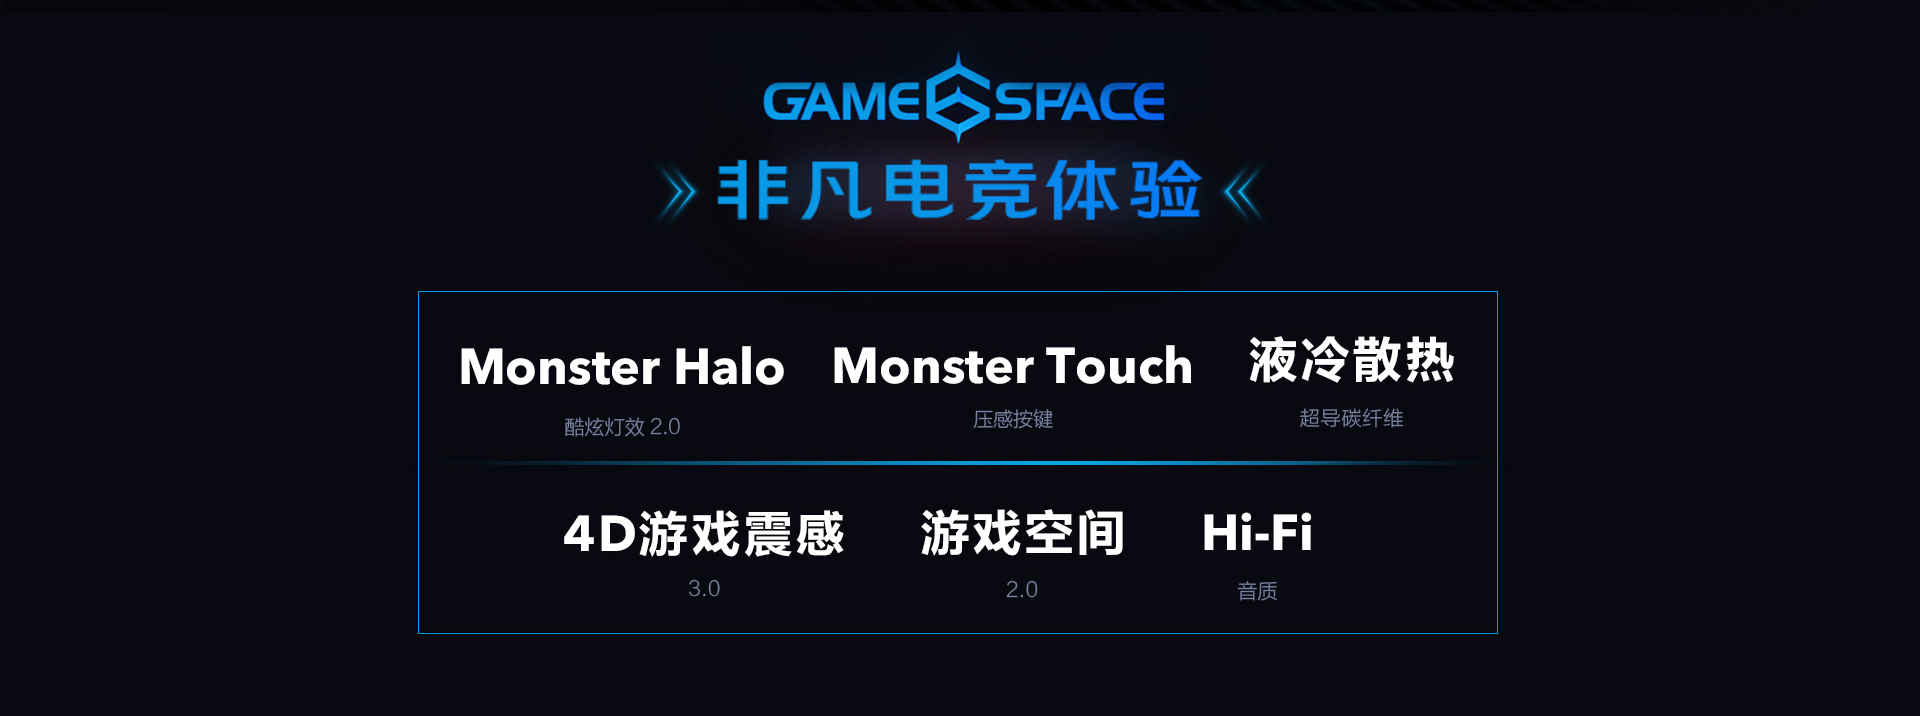 GAME SPACE
非凡电竞体验
Monster Halo
酷炫灯效 2.0
Monster Touch
压感按键
液冷散热
超导碳纤维
4D游戏震感
3.0
游戏空间
2.0
Hi-Fi
音质